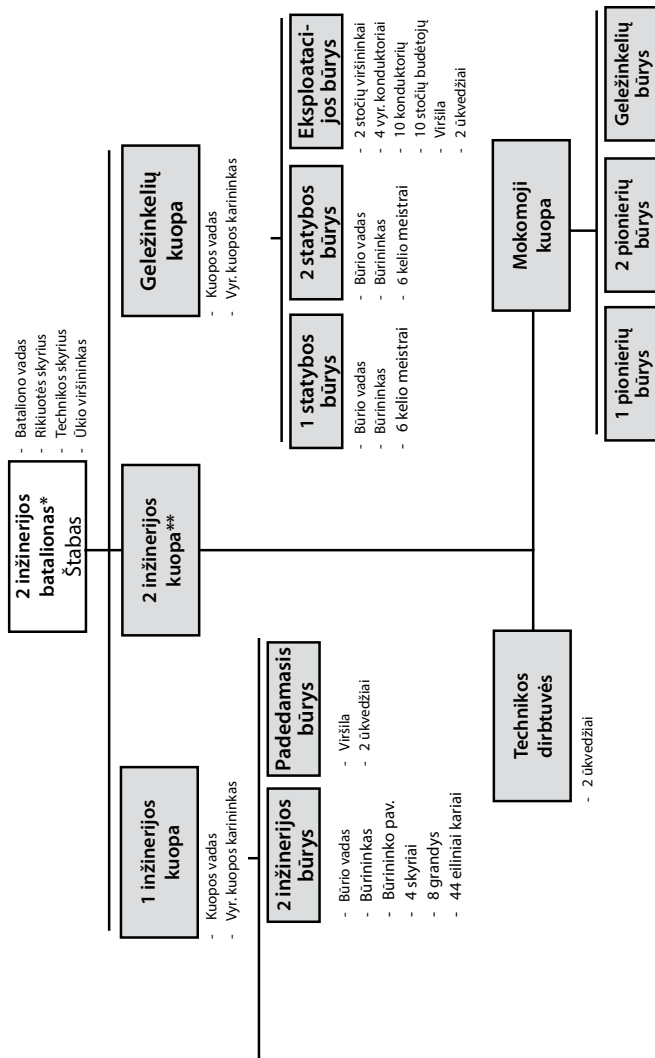 2 inžinerijos
batalionas*
Štabas
- Bataliono vadas
- Rikiuotės skyrius
- Technikos skyrius
- Ūkio viršininkas
1 inžinerijos
kuopa
- Kuopos vadas
- Vyr. kuopos karininkas
2 inžinerijos
kuopa**
Geležinkelių
kuopa
- Kuopos vadas
- Vyr. kuopos karininkas
2 inžinerijos
būrys
- Būrio vadas
- Būrininkas
- Būrininko pav.
- 4 skyriai
- 8 grandys
- 44 eiliniai kariai
Padedamasis
būrys
- Viršila
- 2 ūkvedžiai
1 statybos
būrys
- Būrio vadas
- Būrininkas
- 6 kelio meistrai
2 statybos
būrys
- Būrio vadas
- Būrininkas
- 6 kelio meistrai
Eksploataci-
jos būrys
- 2 stočių viršininkai
- 4 vyr. konduktoriai
- 10 konduktorių
- 10 stočių budėtojų
- Viršila
- 2 ūkvedžiai
Technikos
dirbtuvės
- 2 ūkvedžiai
Mokomoji
kuopa
1 pionierių
būrys
2 pionierių
būrys
Geležinkelių
būrys